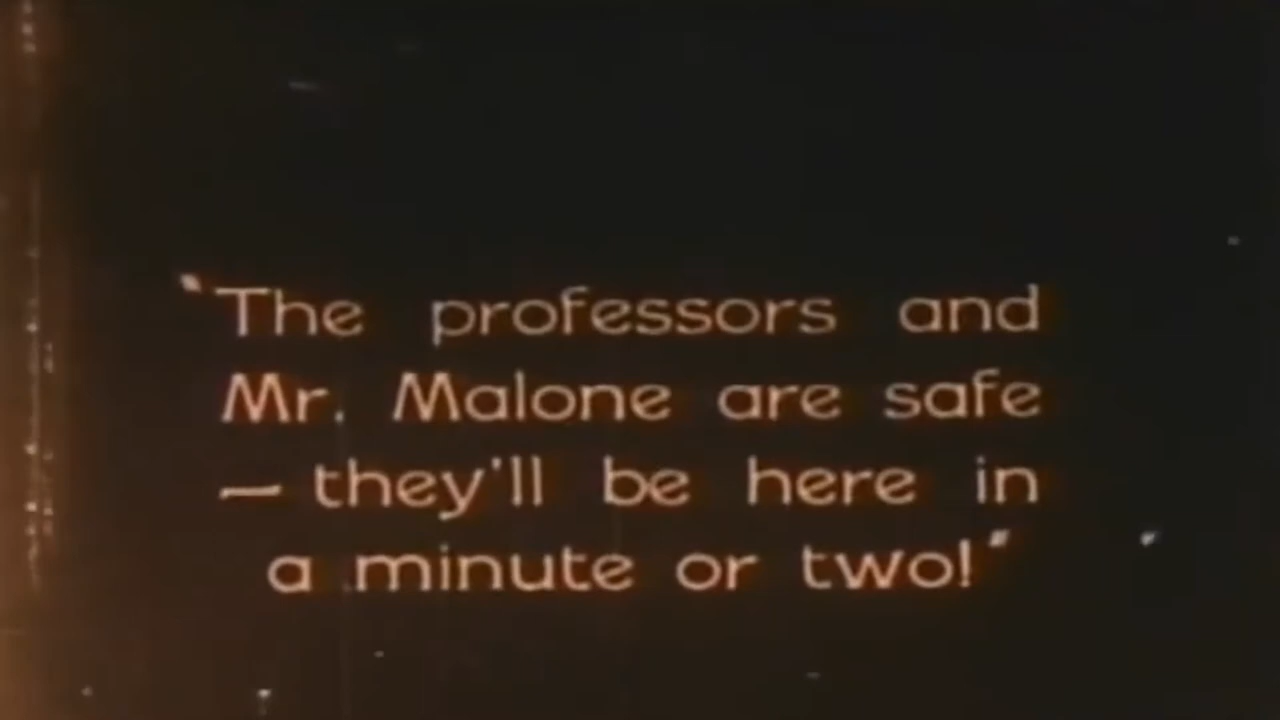 "The professors and
Mr. Malone are safe
— they'll be here in
a minute or two!"